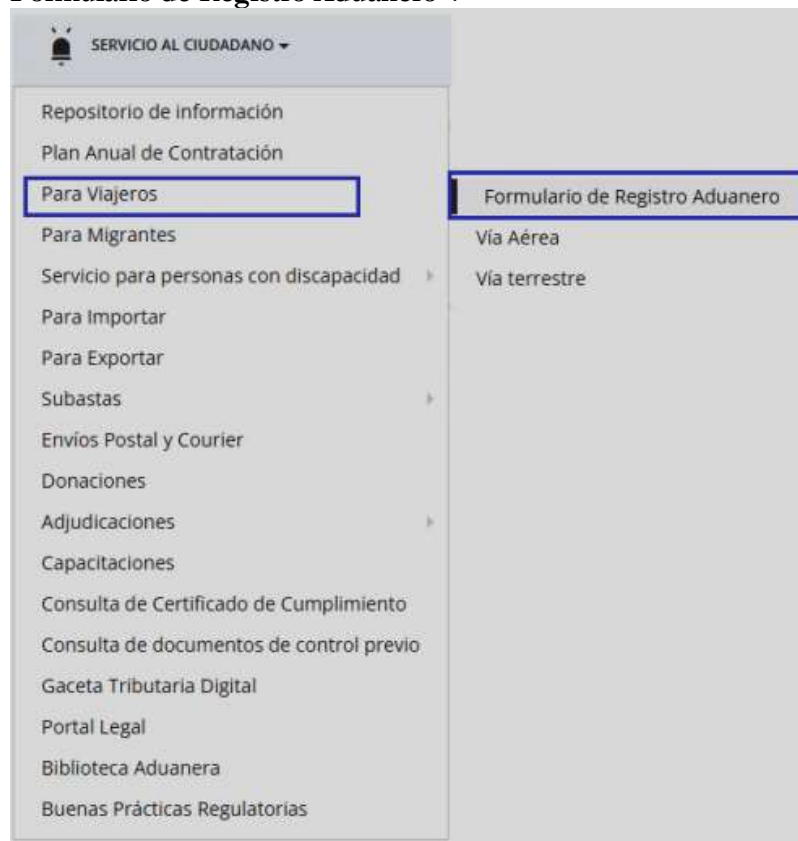 SERVICIO AL CIUDADANO
Repositorio de información
Plan Anual de Contratación
Para Viajeros
Para Migrantes
Servicio para personas con discapacidad
Para Importar
Para Exportar
Subastas
Envíos Postal y Courier
Donaciones
Adjudicaciones
Capacitaciones
Consulta de Certificado de Cumplimiento
Consulta de documentos de control previo
Gaceta Tributaria Digital
Portal Legal
Biblioteca Aduanera
Buenas Prácticas Regulatorias
Formulario de Registro Aduanero
Vía Aérea
Vía terrestre